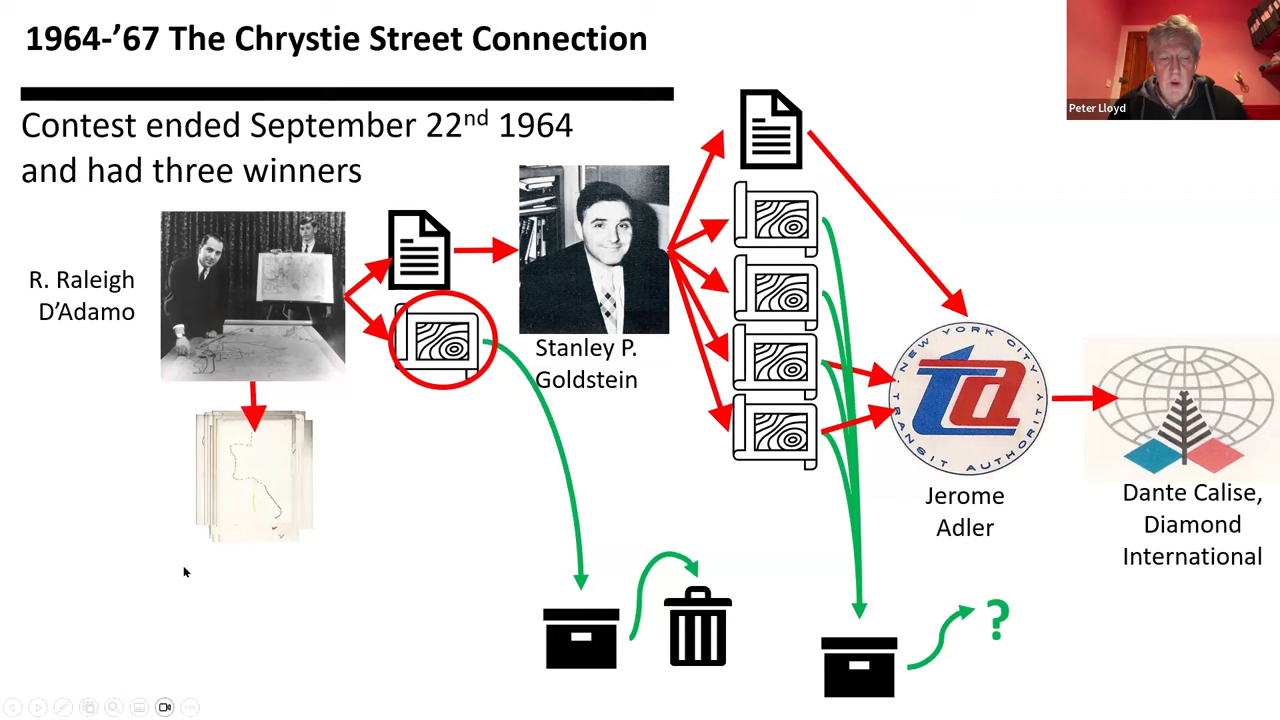 1964-’67 The Chrystie Street Connection
Contest ended September 22nd 1964
and had three winners
Peter Lloyd
R. Raleigh
D’Adamo
Stanley P.
Goldstein
NEW YORK CITY
ta
TRANSIT AUTHORITY
Jerome
Adler
Dante Calise,
Diamond
International
?